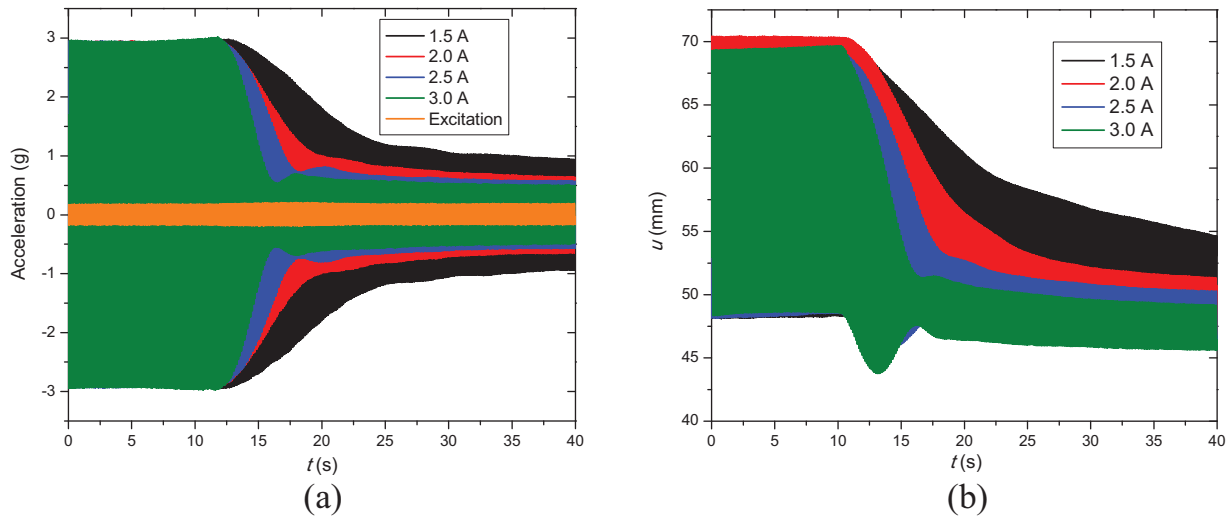 Acceleration (g)
3
2
1
0
-1
-2
-3
0 5 10 15 20 25 30 35 40
t (s)
1.5 A
2.0 A
2.5 A
3.0 A
Excitation
(a)
u (mm)
70
65
60
55
50
45
40
0 5 10 15 20 25 30 35 40
t (s)
1.5 A
2.0 A
2.5 A
3.0 A
(b)